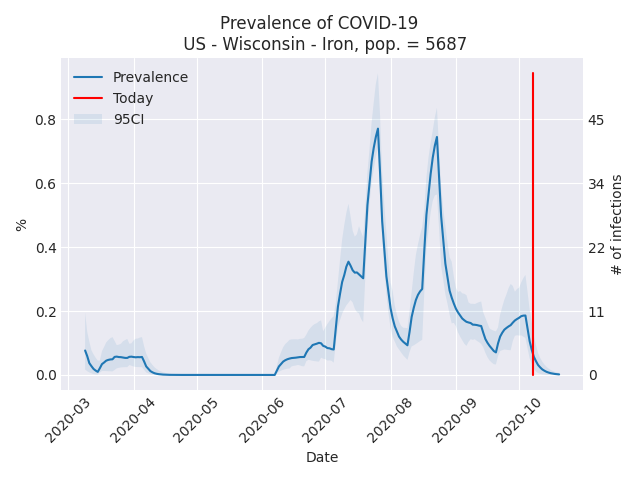 Prevalence of COVID-19
US - Wisconsin - Iron, pop. = 5687
Prevalence
Today
95CI
%
0.8
0.6
0.4
0.2
0.0
45
34
22
11
0
# of infections
2020-03
2020-04
2020-05
2020-06
2020-07
2020-08
2020-09
2020-10
Date